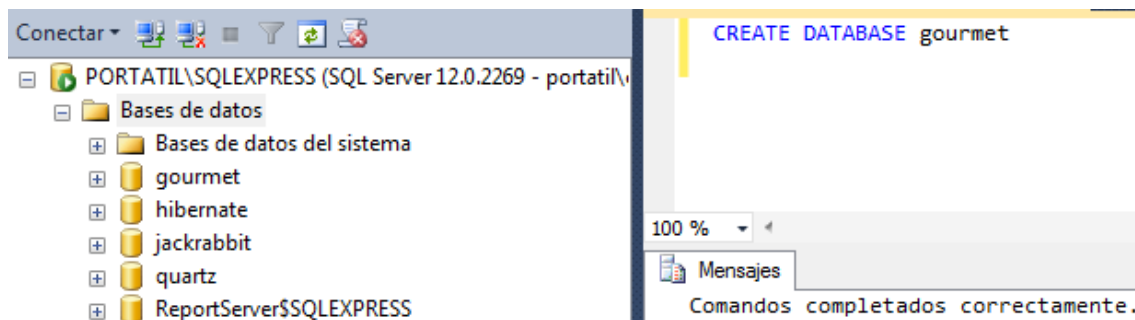 Conectar
PORTATIL\SQLEXPRESS (SQL Server 12.0.2269 - portatil\
Bases de datos
Bases de datos del sistema
gourmet
hibernate
jackrabbit
quartz
ReportServer$SQLEXPRESS
CREATE DATABASE gourmet
100 %
Mensajes
Comandos completados correctamente.